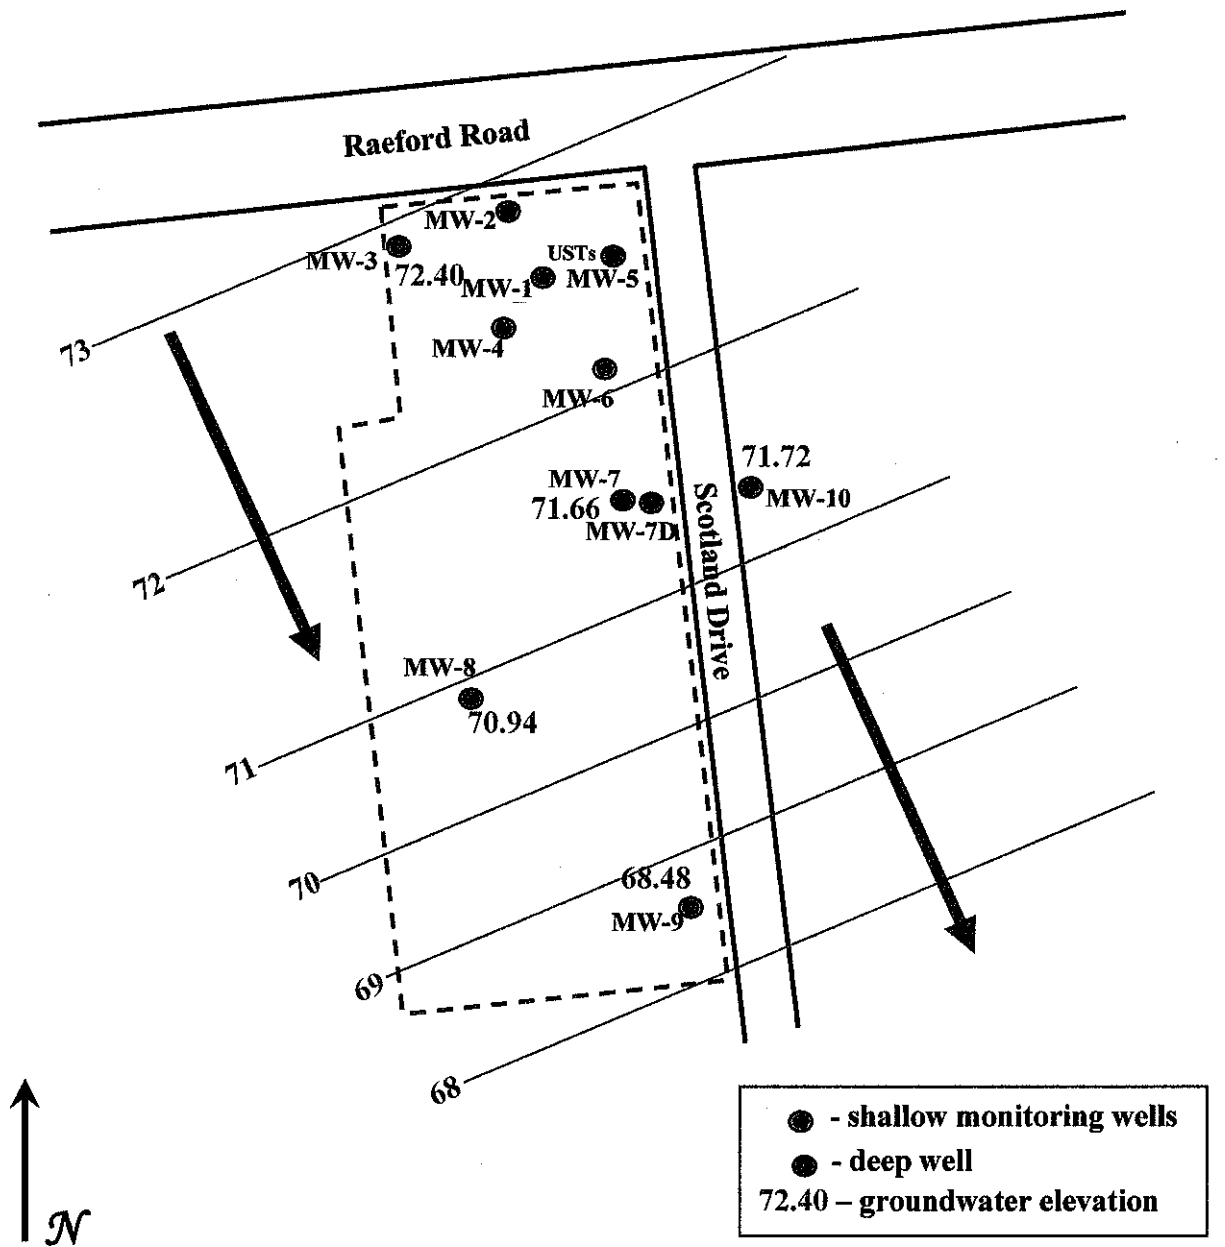 Raeford Road
MW-2
MW-3
72.40
MW-1
USTs
MW-5
73
MW-4
MW-6
71.72
MW-7
71.66
MW-10
MW-7D
Scotland Drive
72
MW-8
70.94
71
70
68.48
MW-9
69
68
- shallow monitoring wells
- deep well
72.40 – groundwater elevation
N